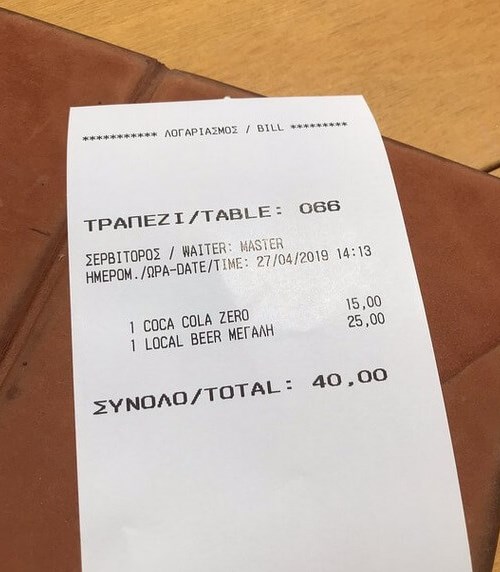 *********** ΛΟΓΑΡΙΑΣΜΟΣ / BILL *********
ΤΡΑΠΕΖΙ/TABLE: 066
ΣΕΡΒΙΤΟΡΟΣ / WAITER: MASTER
ΗΜΕΡΟΜ./ΩΡΑ-DATE/TIME: 27/04/2019 14:13
1 COCA COLA ZERO 15,00
1 LOCAL BEER ΜΕΓΑΛΗ 25,00
ΣΥΝΟΛΟ/TOTAL: 40,00